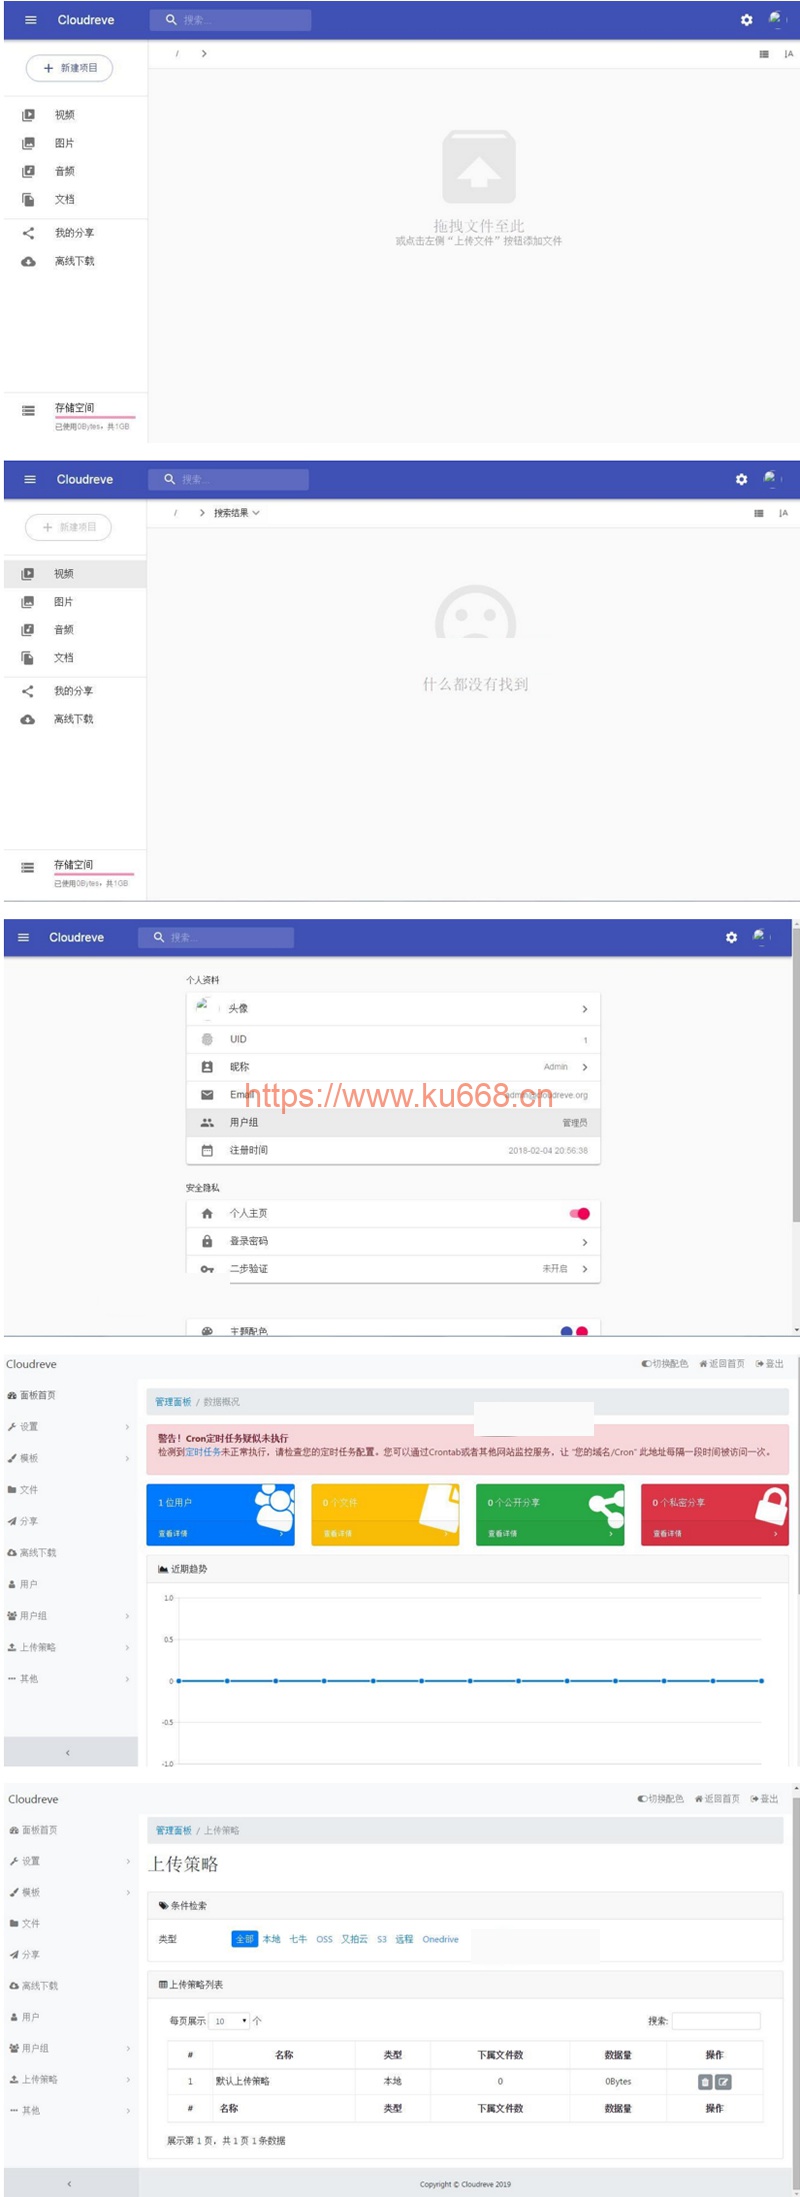 Cloudreve 搜索...
新建项目 / >
视频
图片
音频
文档
我的分享
离线下载
拖拽文件至此
或点击左侧“上传文件”按钮添加文件
存储空间
已使用0Bytes，共1GB
Cloudreve 搜索...
新建项目 / > 搜索结果
视频
图片
音频
文档
我的分享
离线下载
什么都没有找到
存储空间
已使用0Bytes，共1GB
Cloudreve 搜索...
个人资料
头像
UID 1
昵称 Admin
https://www.ku668.cn
Email admin@cloudreve.org
用户组 管理员
注册时间 2018-02-04 20:56:38
安全隐私
个人主页
登录密码
二步验证 未开启
主题配色
Cloudreve 切换配色 返回首页 登出
面板首页
设置
模板
文件
分享
离线下载
用户
用户组
上传策略
其他
管理面板 / 数据概况
警告！Cron定时任务疑似未执行
检测到定时任务未正常执行，请检查您的定时任务配置。您可以通过Crontab或者其他网站监控服务，让 "您的域名/Cron" 此地址每隔一段时间被访问一次。
1 位用户 0 个文件 0 个公开分享 0 个私密分享
查看详情 查看详情 查看详情 查看详情
近期趋势
1.0
0.5
0
-0.5
-1.0
Cloudreve 切换配色 返回首页 登出
面板首页
设置
模板
文件
分享
离线下载
用户
用户组
上传策略
其他
管理面板 / 上传策略
上传策略
条件检索
类型 全部 本地 七牛 OSS 又拍云 S3 远程 Onedrive
上传策略列表
每页展示 10 个 搜索:
# 名称 类型 下属文件数 数据量 操作
1 默认上传策略 本地 0 0Bytes
# 名称 类型 下属文件数 数据量 操作
展示第 1 页，共 1 页 1 条数据
Copyright © Cloudreve 2019